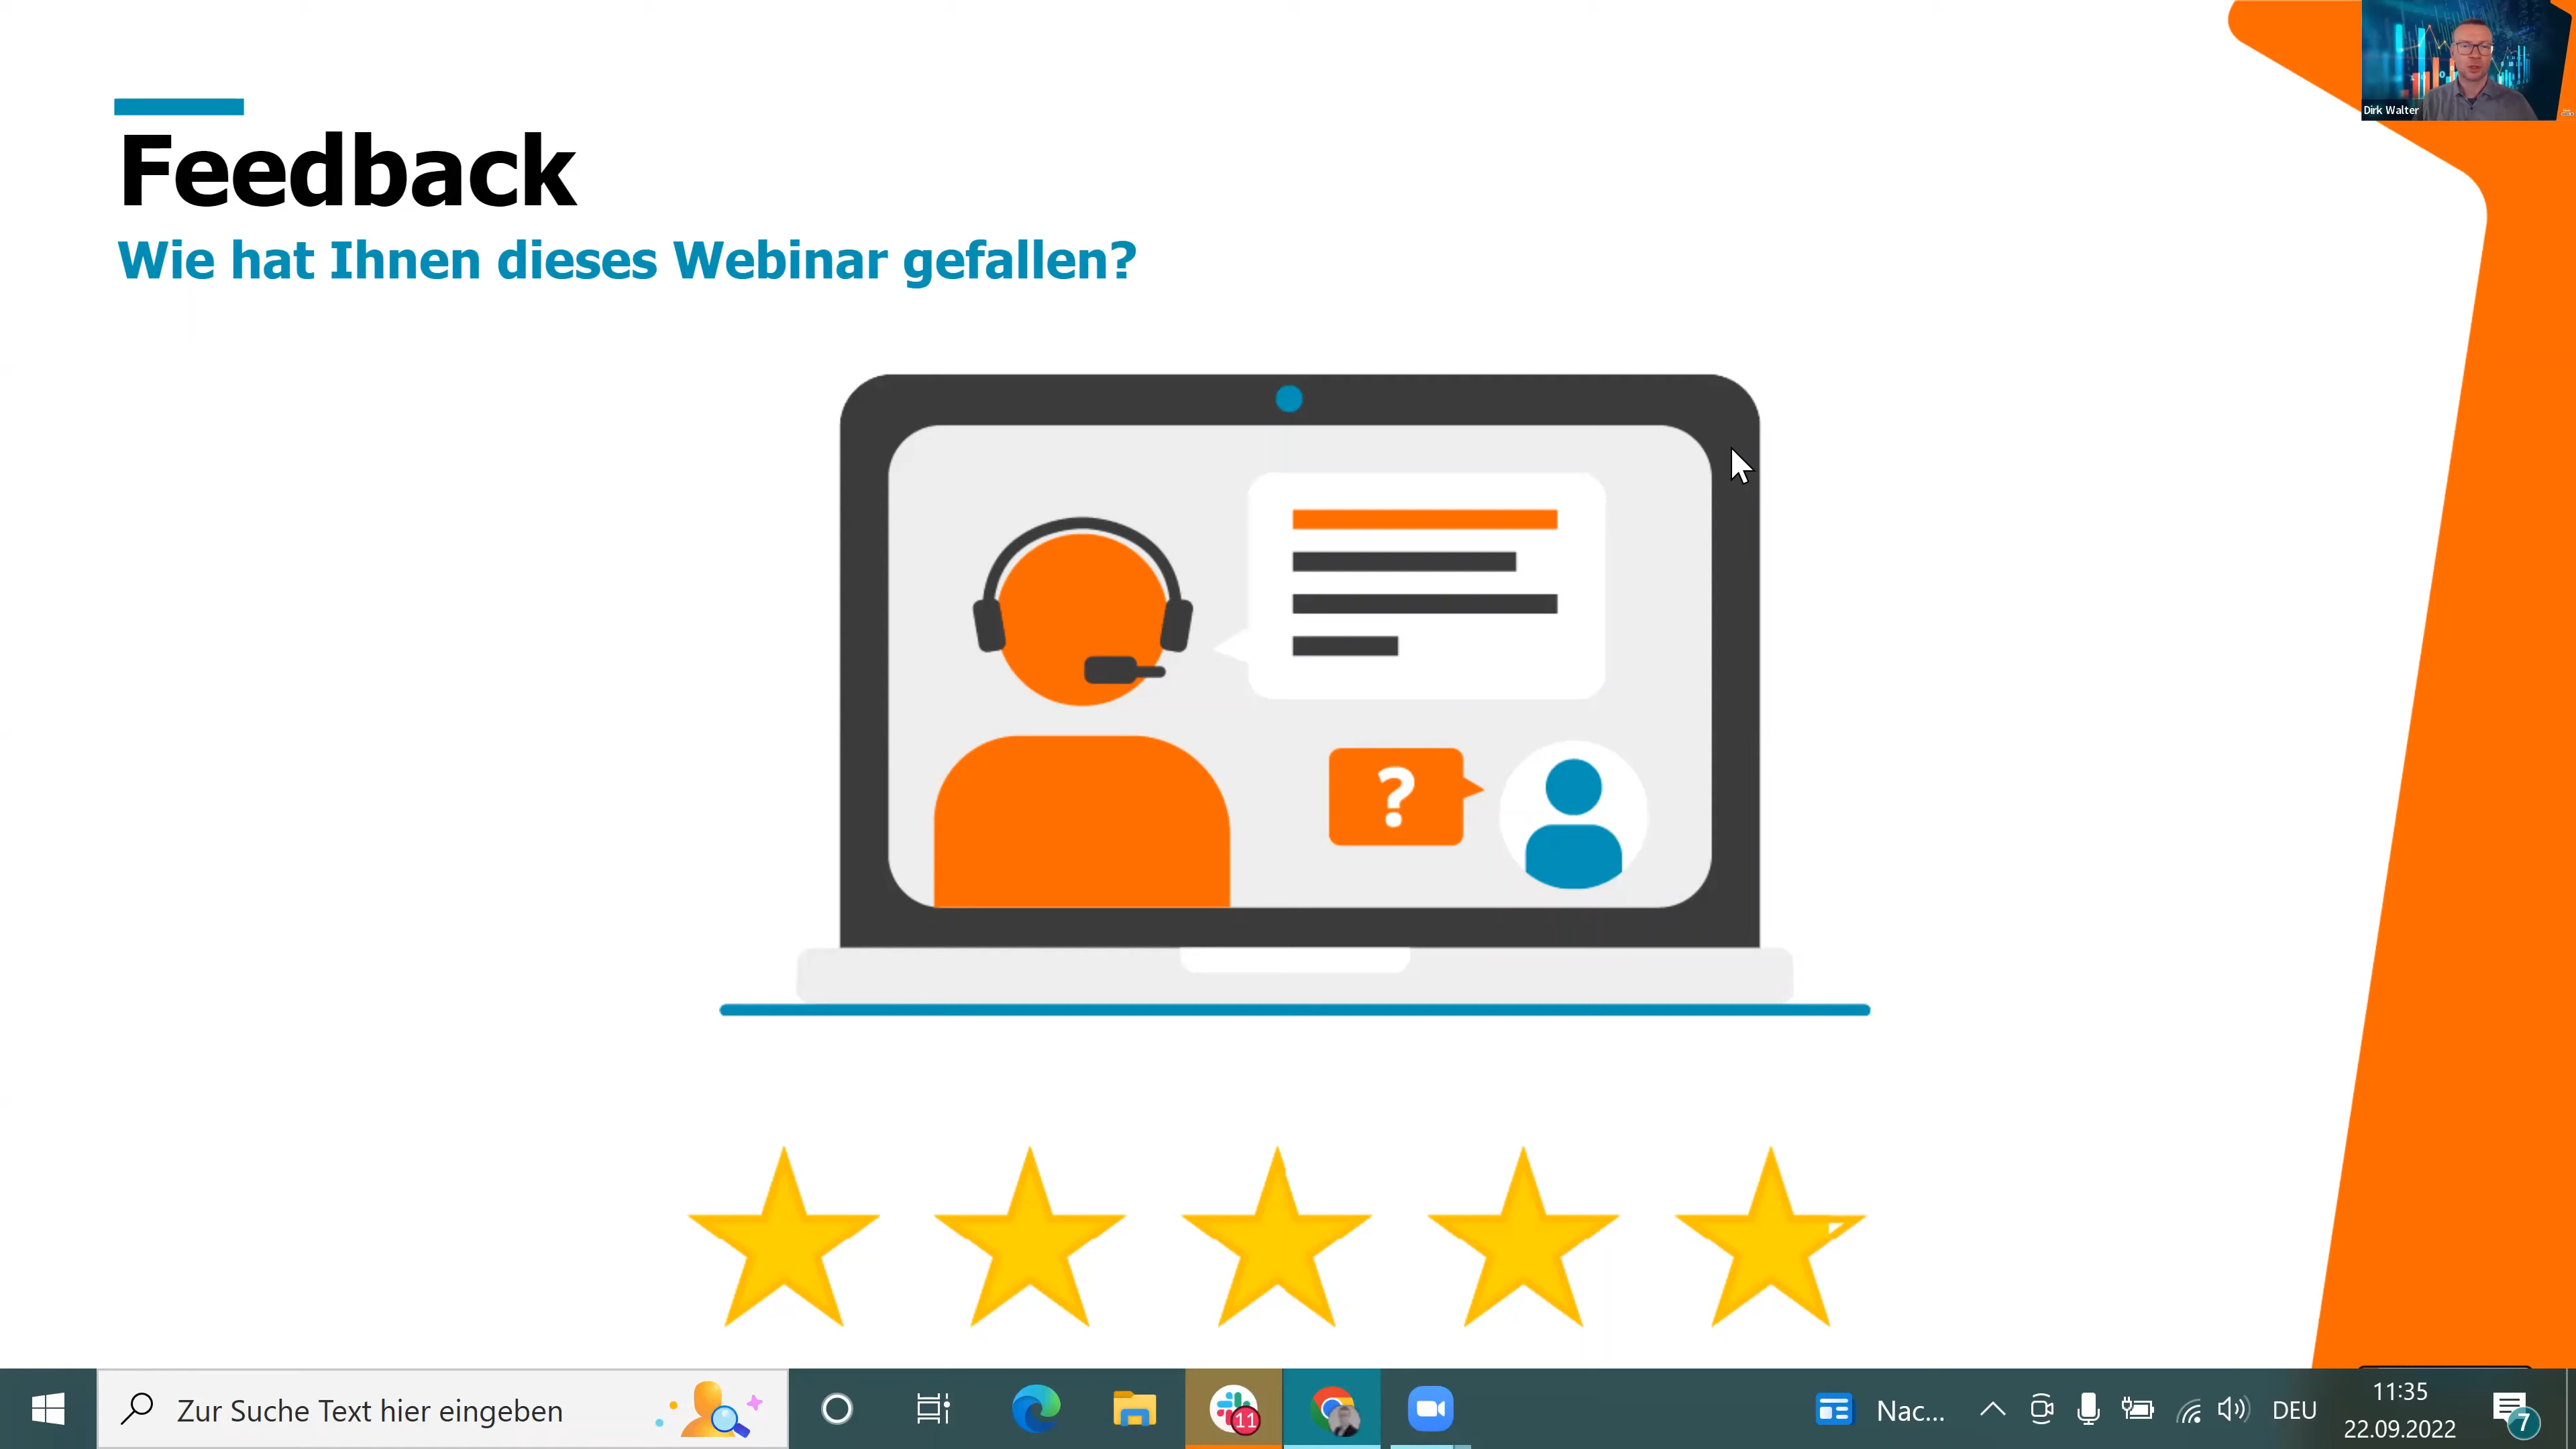 Dirk Walter
Feedback
Wie hat Ihnen dieses Webinar gefallen?
?
Zur Suche Text hier eingeben
11
Nac...
DEU
11:35
22.09.2022
7